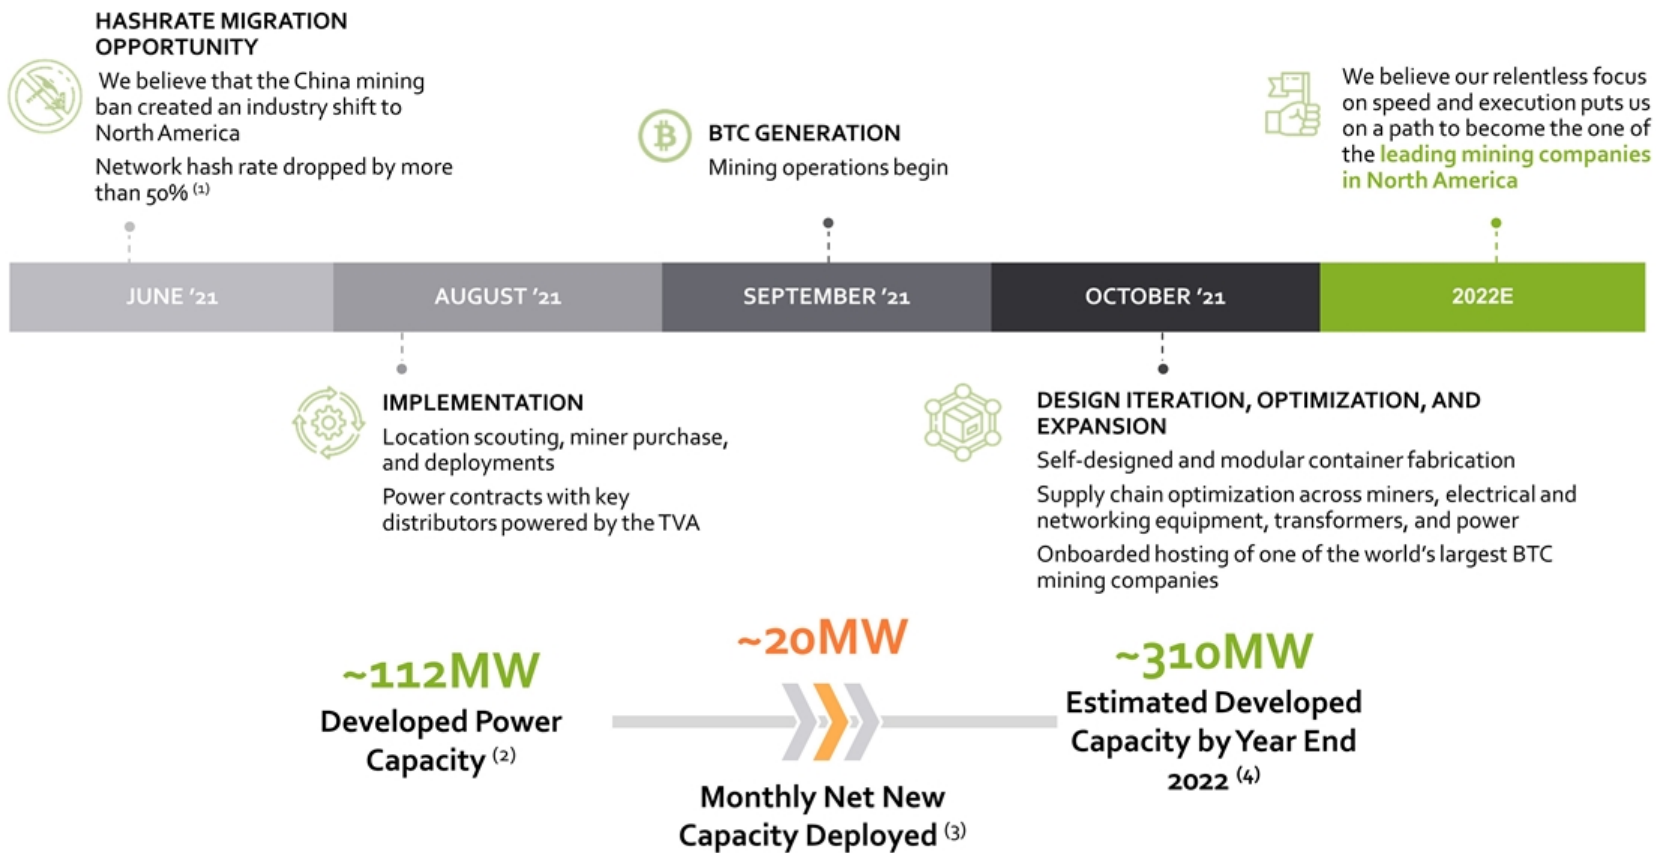 HASHRATE MIGRATION
OPPORTUNITY
We believe that the China mining
ban created an industry shift to
North America
Network hash rate dropped by more
than 50% (1)
BTC GENERATION
Mining operations begin
We believe our relentless focus
on speed and execution puts us
on a path to become the one of
the leading mining companies
in North America
JUNE '21
AUGUST '21
SEPTEMBER '21
OCTOBER '21
2022E
IMPLEMENTATION
Location scouting, miner purchase,
and deployments
Power contracts with key
distributors powered by the TVA
DESIGN ITERATION, OPTIMIZATION, AND
EXPANSION
Self-designed and modular container fabrication
Supply chain optimization across miners, electrical and
networking equipment, transformers, and power
Onboarded hosting of one of the world's largest BTC
mining companies
~112MW
Developed Power
Capacity (2)
~20MW
Monthly Net New
Capacity Deployed (3)
~310MW
Estimated Developed
Capacity by Year End
2022 (4)